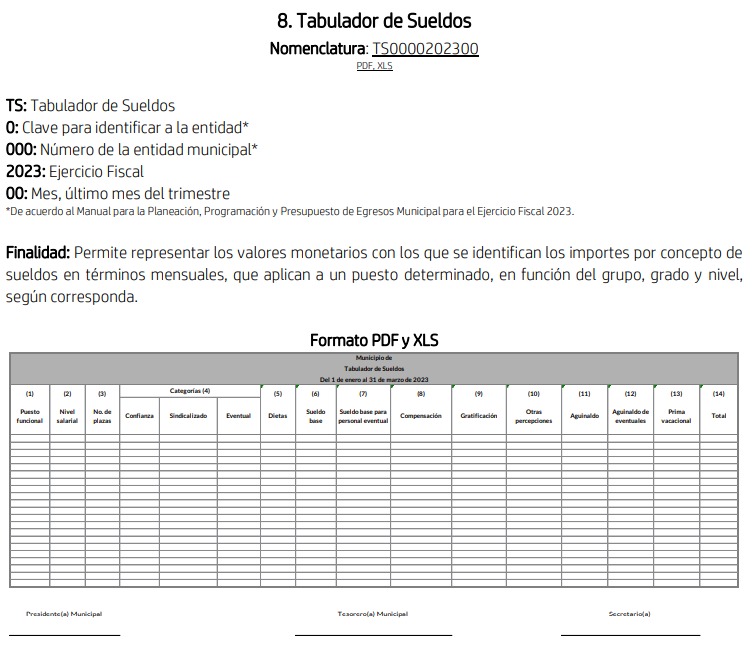 8. Tabulador de Sueldos
Nomenclatura: TS0000202300
PDF, XLS
TS: Tabulador de Sueldos
0: Clave para identificar a la entidad*
000: Número de la entidad municipal*
2023: Ejercicio Fiscal
00: Mes, último mes del trimestre
*De acuerdo al Manual para la Planeación, Programación y Presupuesto de Egresos Municipal para el Ejercicio Fiscal 2023.
Finalidad: Permite representar los valores monetarios con los que se identifican los importes por concepto de
sueldos en términos mensuales, que aplican a un puesto determinado, en función del grupo, grado y nivel,
según corresponda.
Formato PDF y XLS
Municipio de
Tabulador de Sueldos
Del 1 de enero al 31 de marzo de 2023
(1) (2) (3) Categorías (4) (5) (6) (7) (8) (9) (10) (11) (12) (13) (14)
Puesto funcional Nivel salarial No. de plazas Confianza Sindicalizado Eventual Dietas Sueldo base Sueldo base para personal eventual Compensación Gratificación Otras percepciones Aguinaldo Aguinaldo de eventuales Prima vacacional Total
Presidente(a) Municipal Tesorero(a) Municipal Secretario(a)